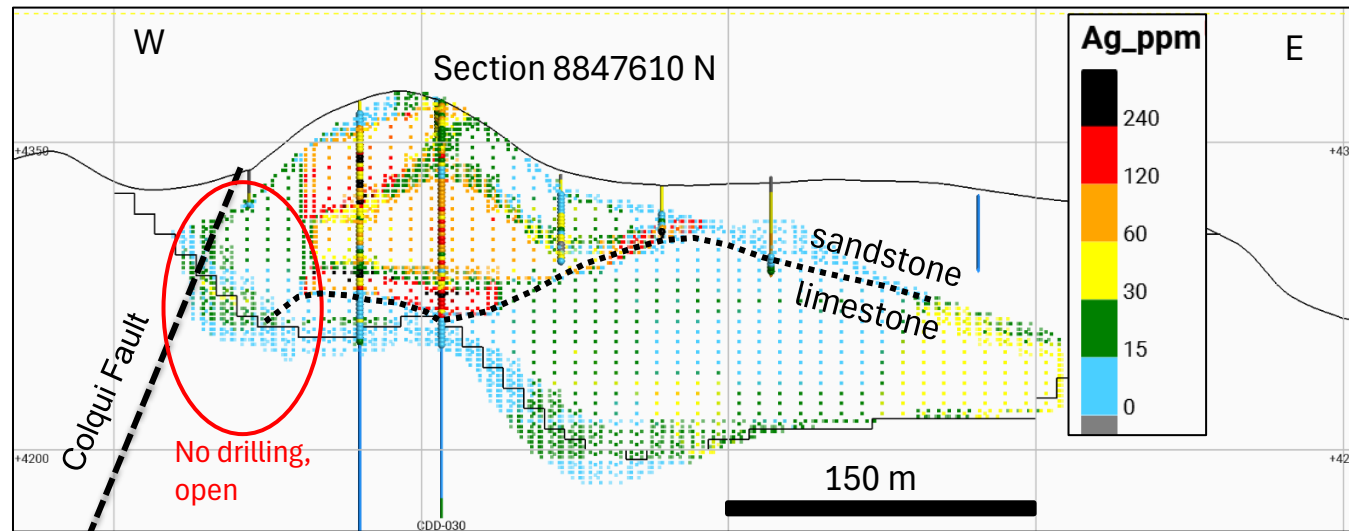 W
Section 8847610 N
E
Ag_ppm
240
120
60
30
15
0
+4350
+43
sandstone
limestone
Colqui Fault
No drilling,
open
+4200
+42
150 m
CDD-030